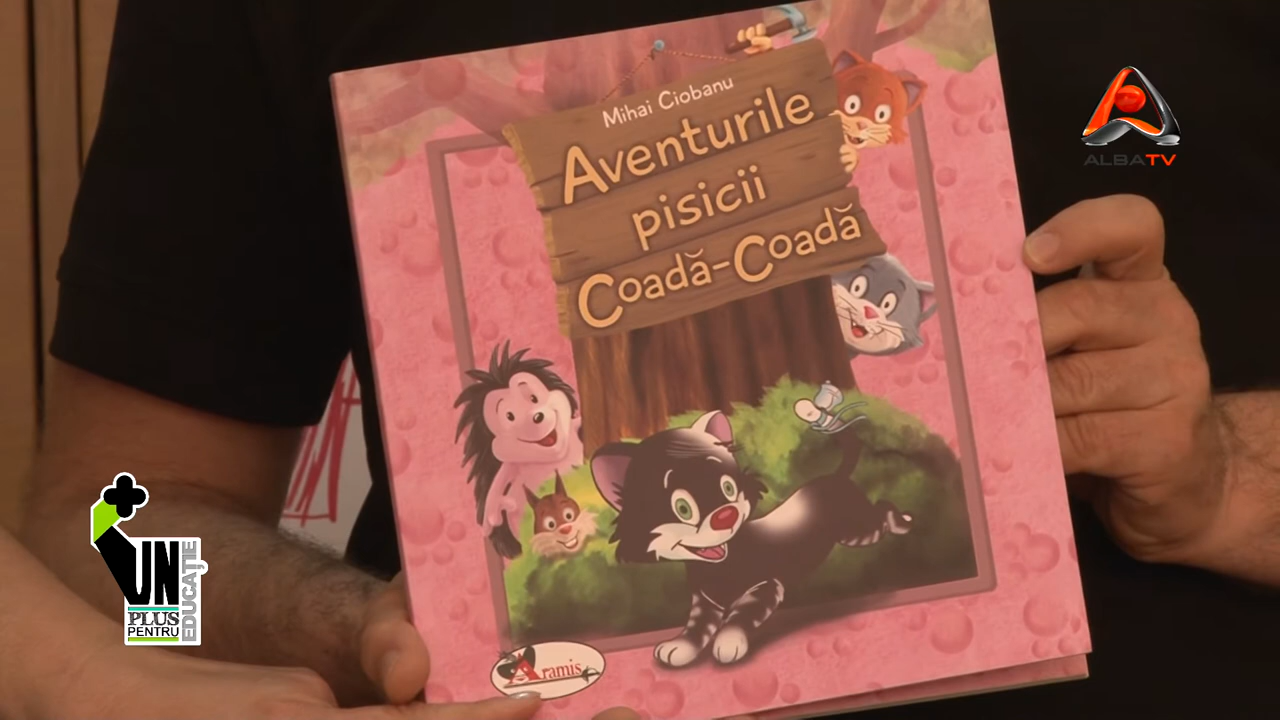 Mihai Ciobanu
Aventurile
pisicii
Coadă-Coadă
Aramis
ALBATV
UN
PLUS
PENTRU
EDUCAȚIE